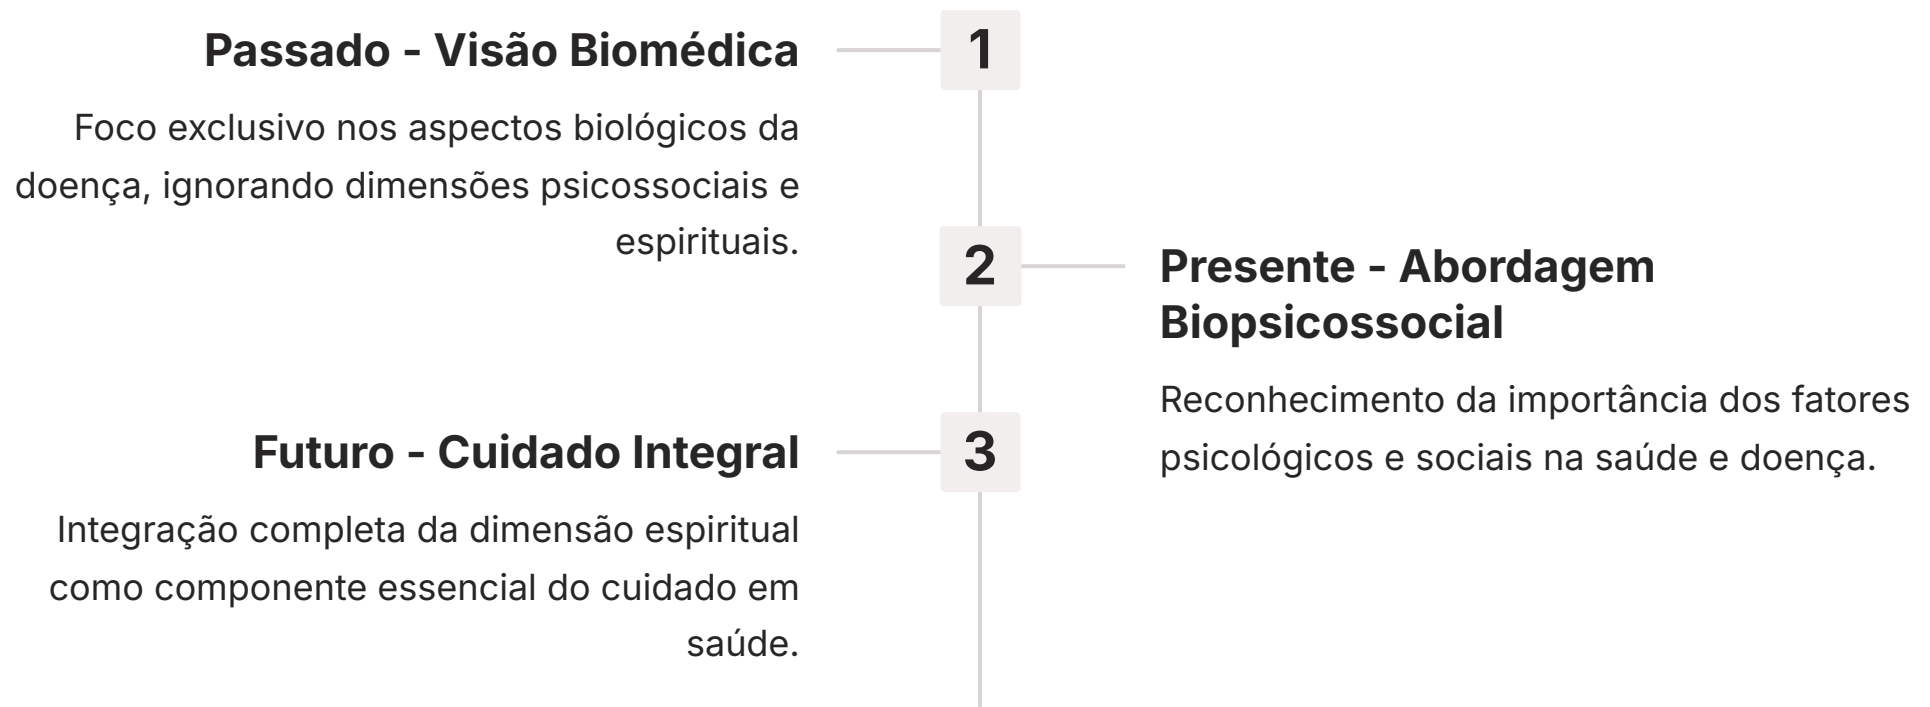 1
Passado - Visão Biomédica
Foco exclusivo nos aspectos biológicos da
doença, ignorando dimensões psicossociais e
espirituais.
2
Presente - Abordagem
Biopsicossocial
Reconhecimento da importância dos fatores
psicológicos e sociais na saúde e doença.
3
Futuro - Cuidado Integral
Integração completa da dimensão espiritual
como componente essencial do cuidado em
saúde.